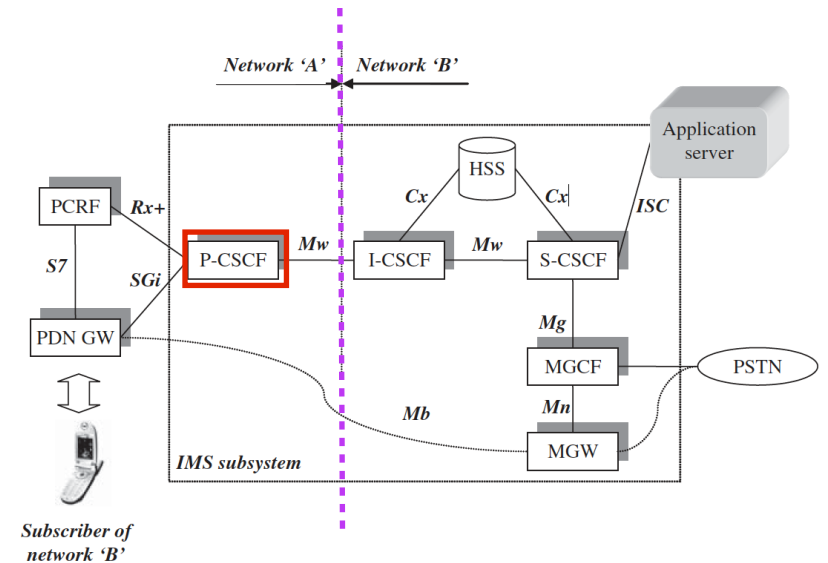 Network ‘A’
Network ‘B’
Application
server
HSS
PCRF
Rx+
Cx
Cx
ISC
P-CSCF
Mw
I-CSCF
Mw
S-CSCF
S7
SGi
PDN GW
Mg
MGCF
PSTN
Mb
Mn
MGW
IMS subsystem
Subscriber of
network ‘B’